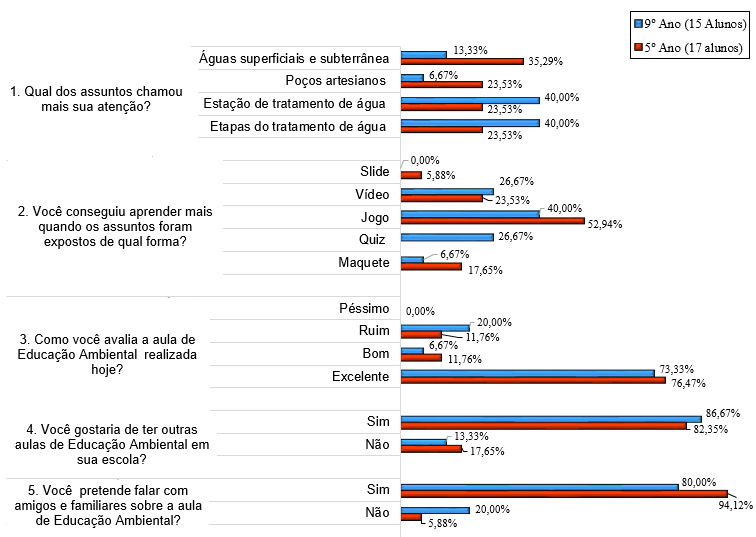 9º Ano (15 Alunos)
5º Ano (17 alunos)
1. Qual dos assuntos chamou
mais sua atenção?
Águas superficiais e subterrânea
13,33%
35,29%
Poços artesianos
6,67%
23,53%
Estação de tratamento de água
40,00%
23,53%
Etapas do tratamento de água
40,00%
23,53%
2. Você conseguiu aprender mais
quando os assuntos foram
expostos de qual forma?
Slide
0,00%
5,88%
Vídeo
26,67%
23,53%
Jogo
40,00%
52,94%
Quiz
26,67%
Maquete
6,67%
17,65%
3. Como você avalia a aula de
Educação Ambiental realizada
hoje?
Péssimo
0,00%
Ruim
20,00%
11,76%
Bom
6,67%
11,76%
Excelente
73,33%
76,47%
4. Você gostaria de ter outras
aulas de Educação Ambiental em
sua escola?
Sim
86,67%
82,35%
Não
13,33%
17,65%
5. Você pretende falar com
amigos e familiares sobre a aula
de Educação Ambiental?
Sim
80,00%
94,12%
Não
20,00%
5,88%